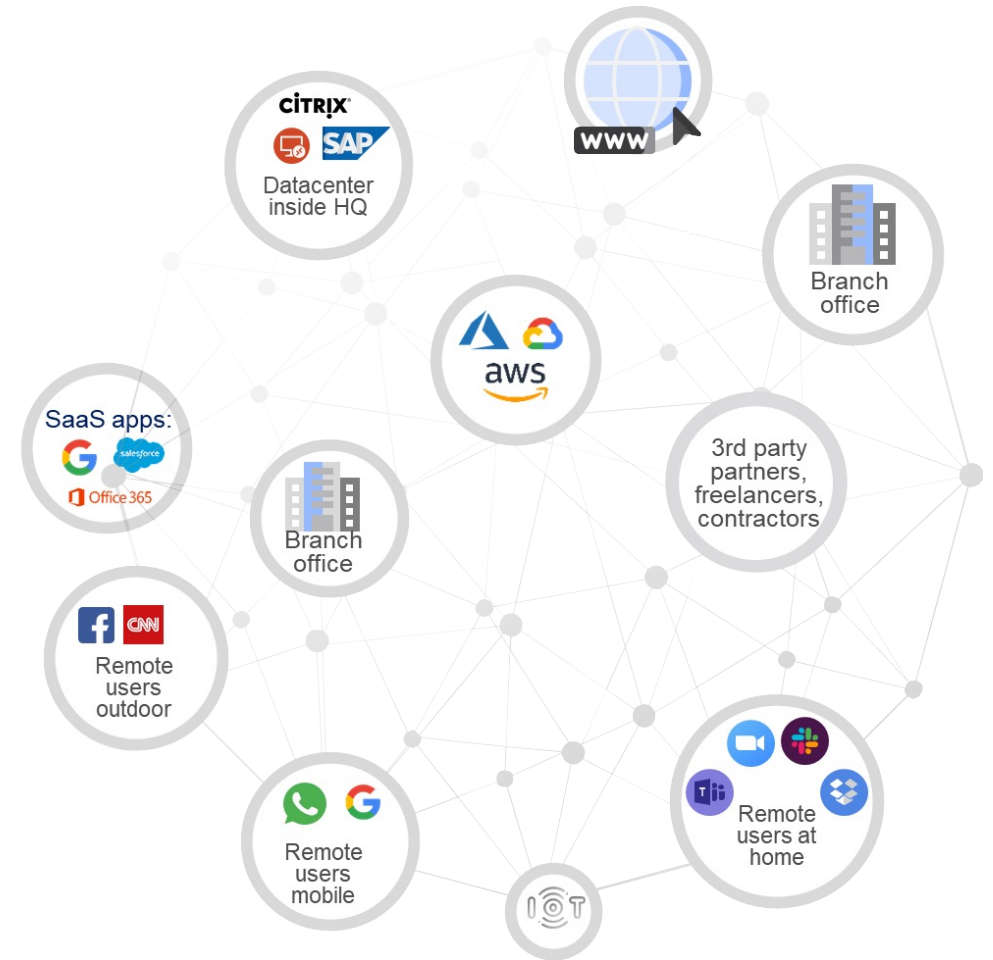 www
CITRIX
SAP
Datacenter
inside HQ
Branch
office
aws
SaaS apps:
salesforce
Office 365
3rd party
partners,
freelancers,
contractors
Branch
office
CNN
Remote
users
outdoor
Remote
users
mobile
T
Remote
users at
home
IOT